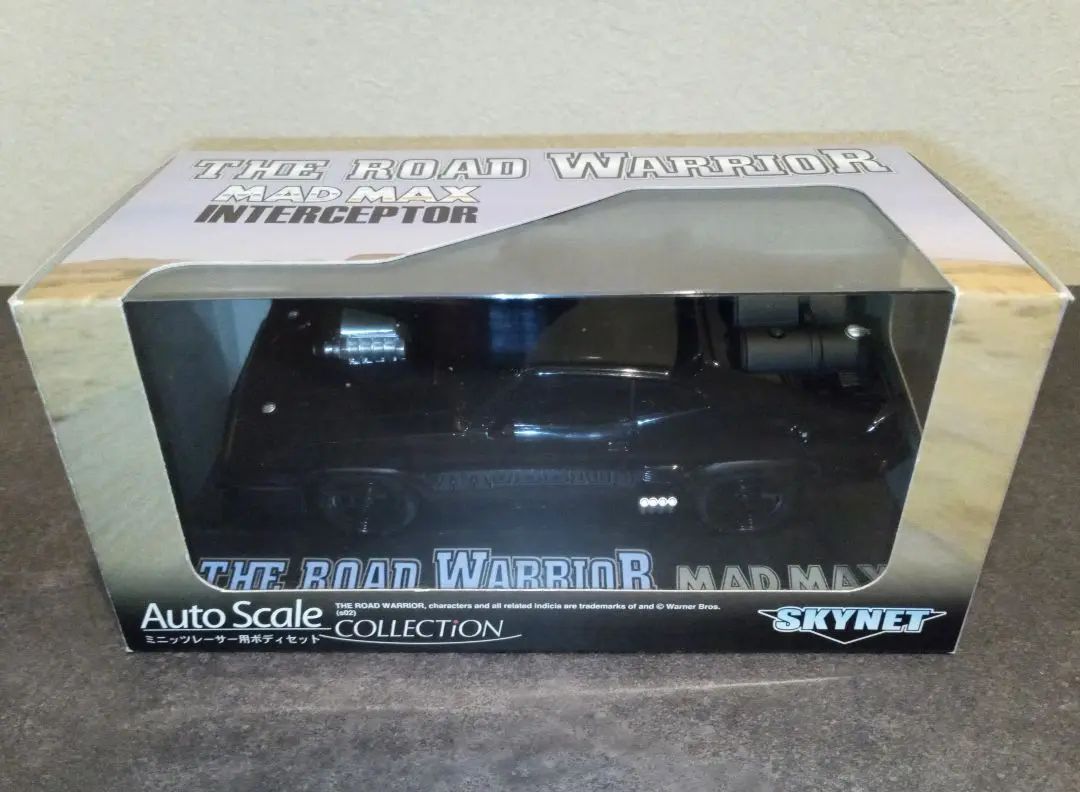 THE ROAD WARRIOR
MAD MAX
INTERCEPTOR
THE ROAD WARRIOR MAD MAX
Auto Scale
THE ROAD WARRIOR, characters and all related indicia are trademarks of and © Warner Bros.
(s02)
COLLECTiON
ミニッツレーサー用ボディセット
SKYNET